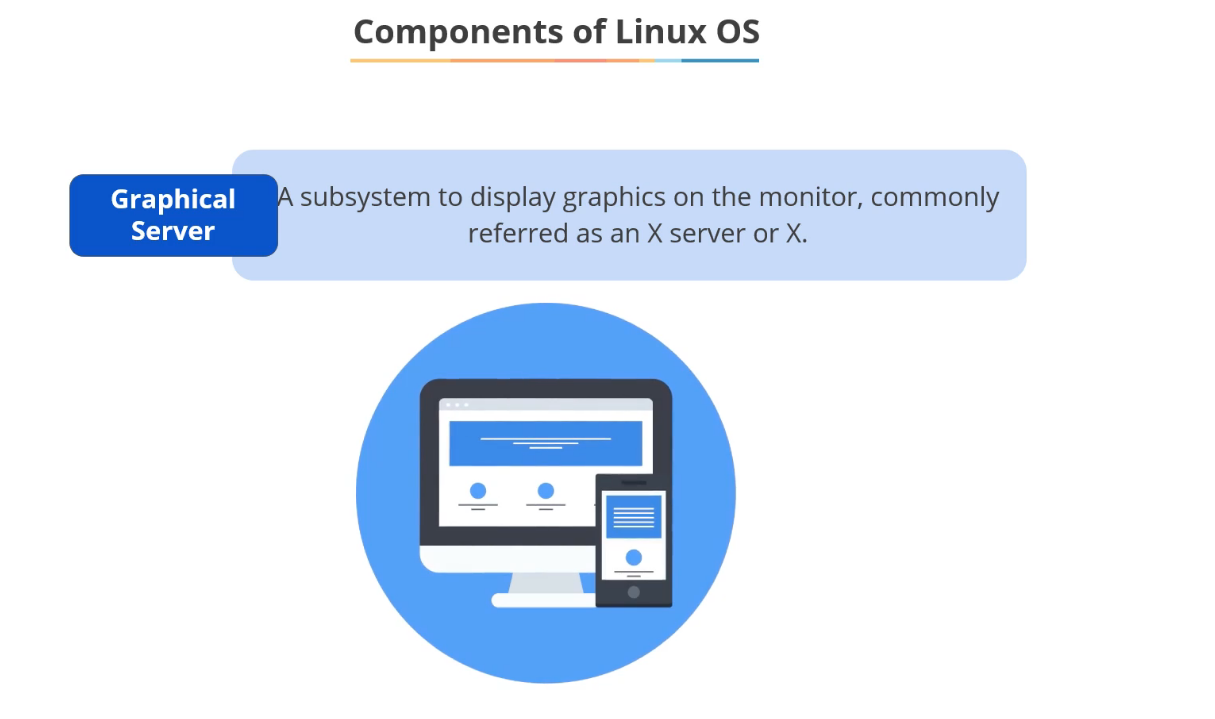 Components of Linux OS
Graphical
Server
A subsystem to display graphics on the monitor, commonly
referred as an X server or X.